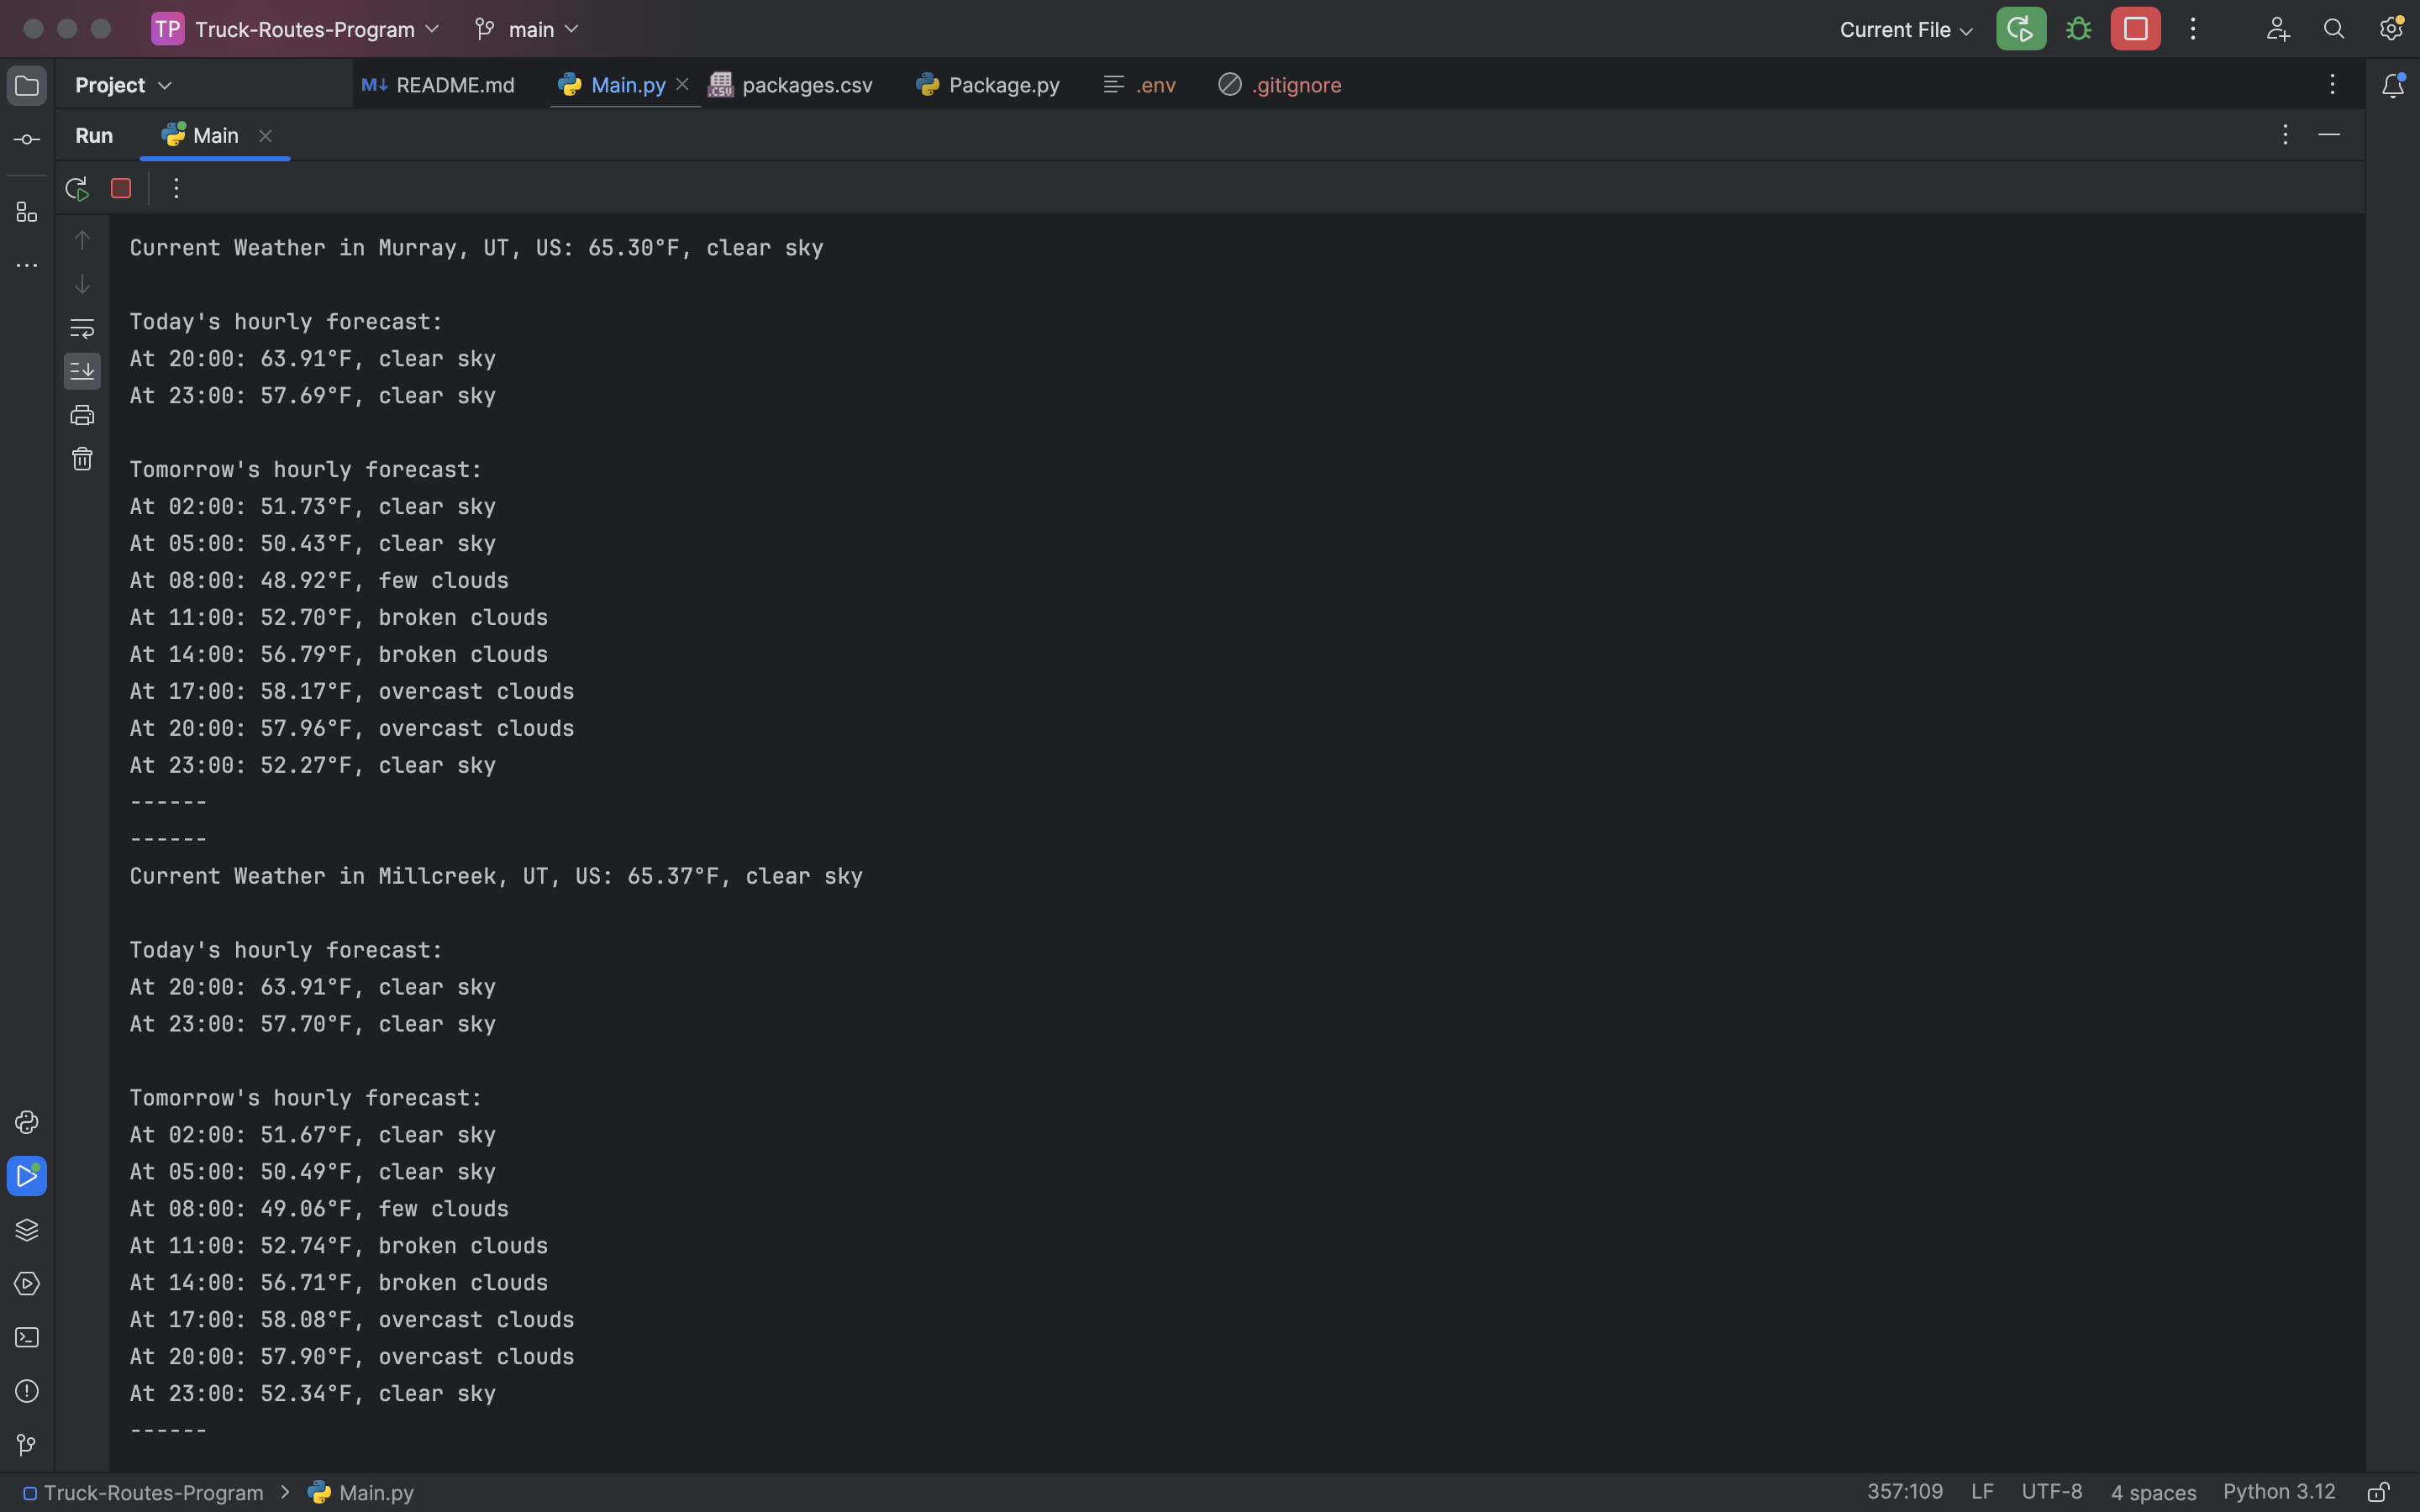 TP Truck-Routes-Program main Current File
Project M↓ README.md Main.py .CSV packages.csv Package.py .env .gitignore
Run Main
Current Weather in Murray, UT, US: 65.30°F, clear sky
Today's hourly forecast:
At 20:00: 63.91°F, clear sky
At 23:00: 57.69°F, clear sky
Tomorrow's hourly forecast:
At 02:00: 51.73°F, clear sky
At 05:00: 50.43°F, clear sky
At 08:00: 48.92°F, few clouds
At 11:00: 52.70°F, broken clouds
At 14:00: 56.79°F, broken clouds
At 17:00: 58.17°F, overcast clouds
At 20:00: 57.96°F, overcast clouds
At 23:00: 52.27°F, clear sky
------
------
Current Weather in Millcreek, UT, US: 65.37°F, clear sky
Today's hourly forecast:
At 20:00: 63.91°F, clear sky
At 23:00: 57.70°F, clear sky
Tomorrow's hourly forecast:
At 02:00: 51.67°F, clear sky
At 05:00: 50.49°F, clear sky
At 08:00: 49.06°F, few clouds
At 11:00: 52.74°F, broken clouds
At 14:00: 56.71°F, broken clouds
At 17:00: 58.08°F, overcast clouds
At 20:00: 57.90°F, overcast clouds
At 23:00: 52.34°F, clear sky
------
Truck-Routes-Program > Main.py 357:109 LF UTF-8 4 spaces Python 3.12